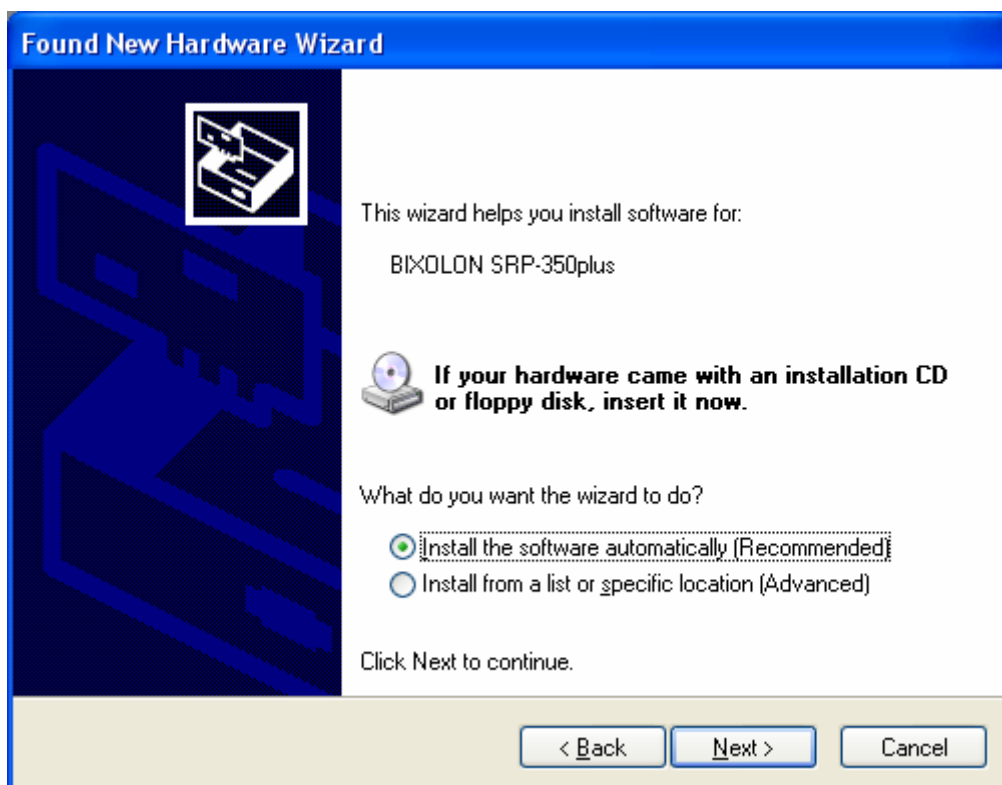 Found New Hardware Wizard
This wizard helps you install software for:
BIXOLON SRP-350plus
If your hardware came with an installation CD
or floppy disk, insert it now.
What do you want the wizard to do?
Install the software automatically (Recommended)
Install from a list or specific location (Advanced)
Click Next to continue.
< Back
Next >
Cancel